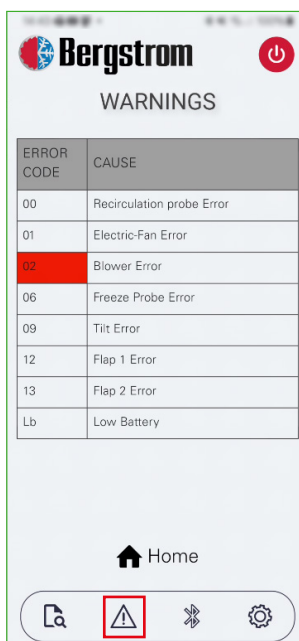 Bergstrom
WARNINGS
ERROR CODE CAUSE
00 Recirculation probe Error
01 Electric-Fan Error
02 Blower Error
06 Freeze Probe Error
09 Tilt Error
12 Flap 1 Error
13 Flap 2 Error
Lb Low Battery
Home